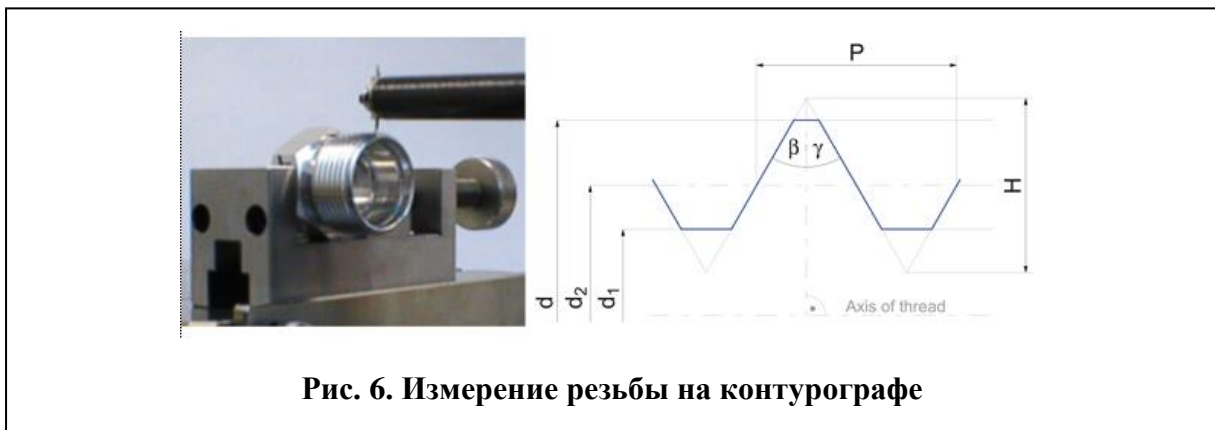 P
β γ
H
d
d₂
d₁
Axis of thread
Рис. 6. Измерение резьбы на контурографе